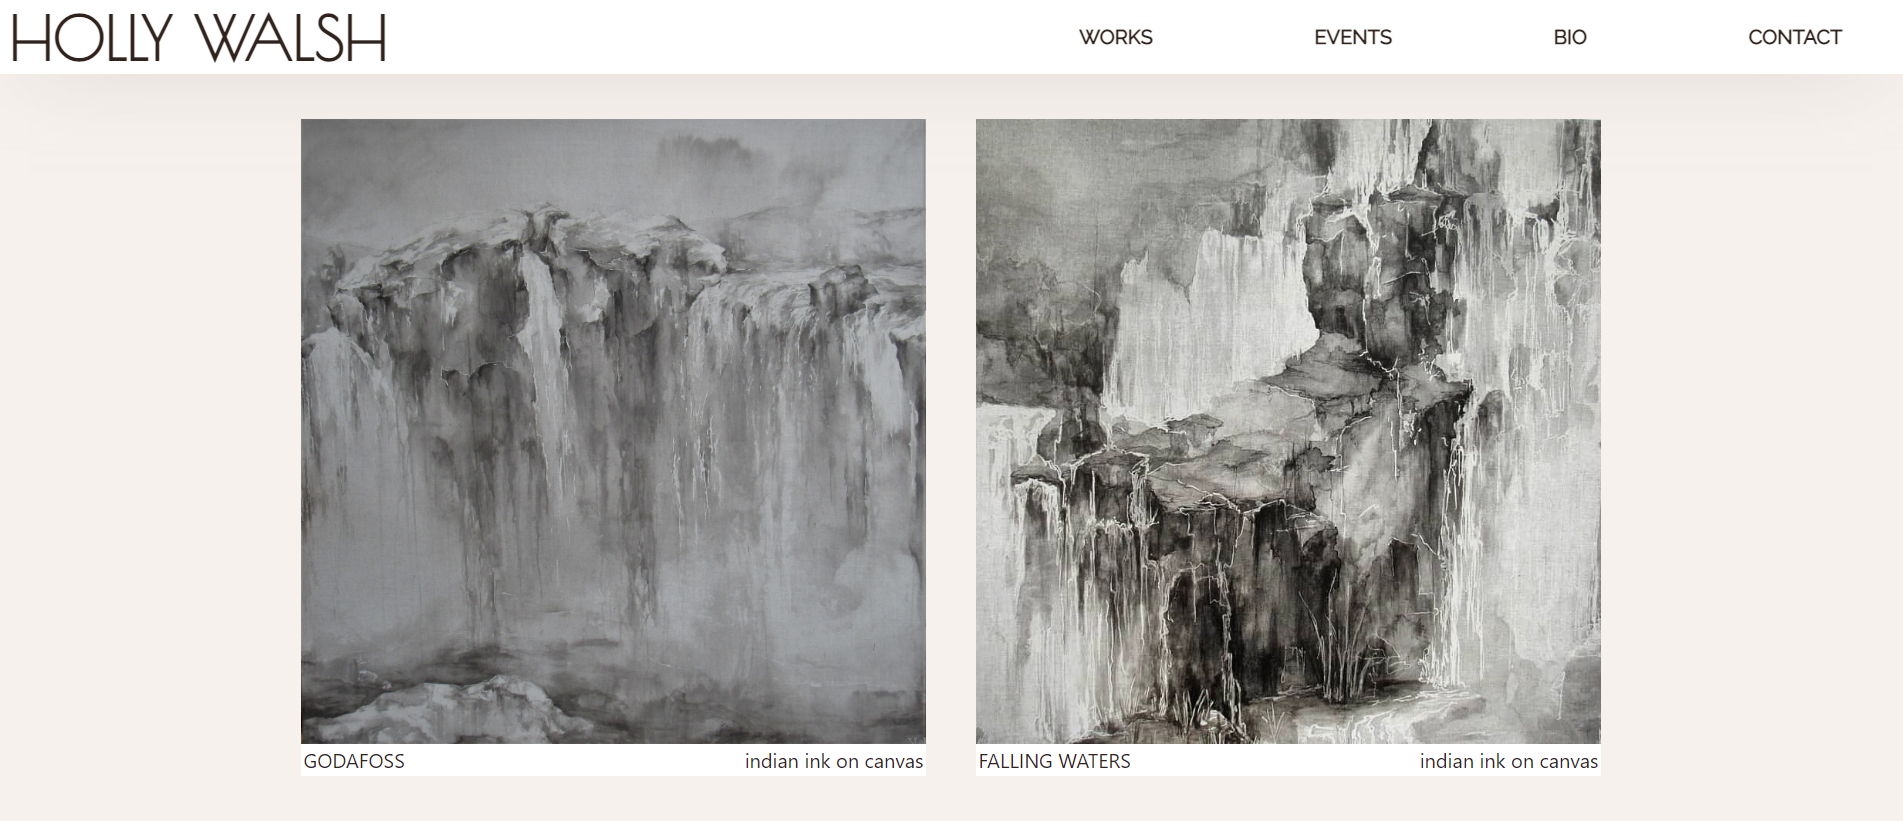 HOLLY WALSH
WORKS EVENTS BIO CONTACT
GODAFOSS indian ink on canvas
FALLING WATERS indian ink on canvas